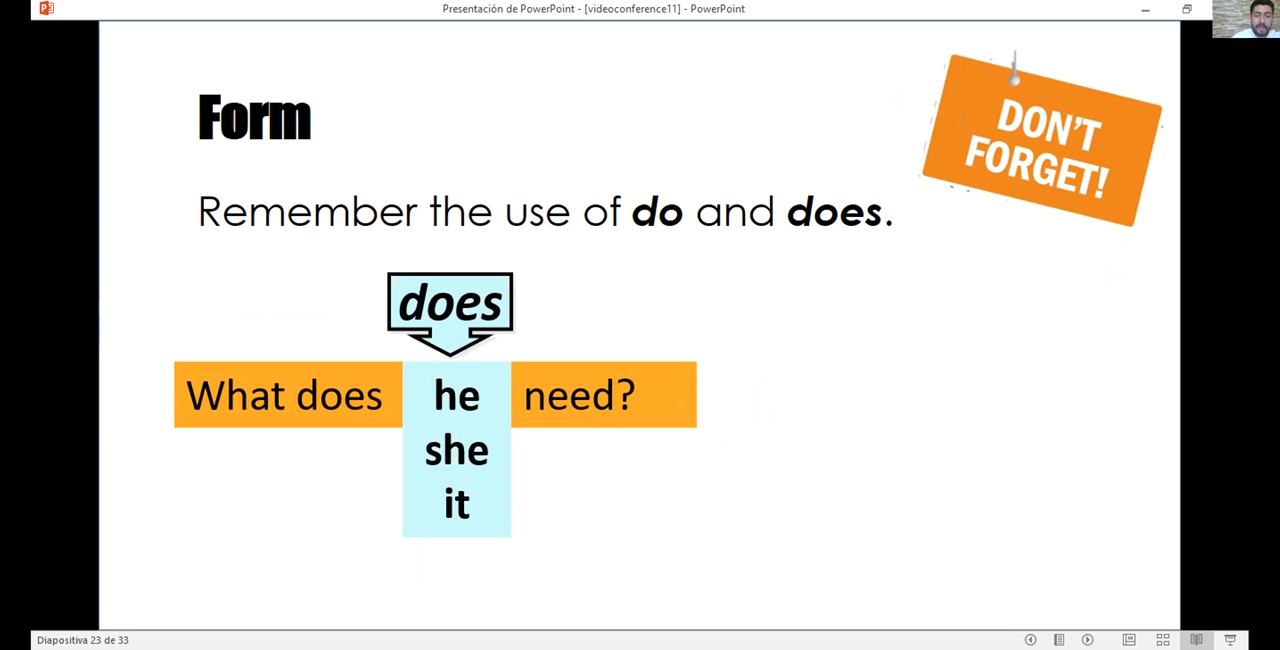 Presentación de PowerPoint - [videoconference11] - PowerPoint
Form
DON'T
FORGET!
Remember the use of do and does.
does
What does he need?
she
it
Diapositiva 23 de 33